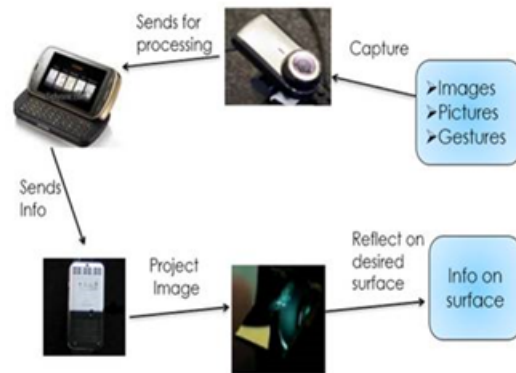 Sends for
processing
Capture
➢Images
➢Pictures
➢Gestures
Sends
Info
Project
Image
Reflect on
desired
surface
Info on
surface